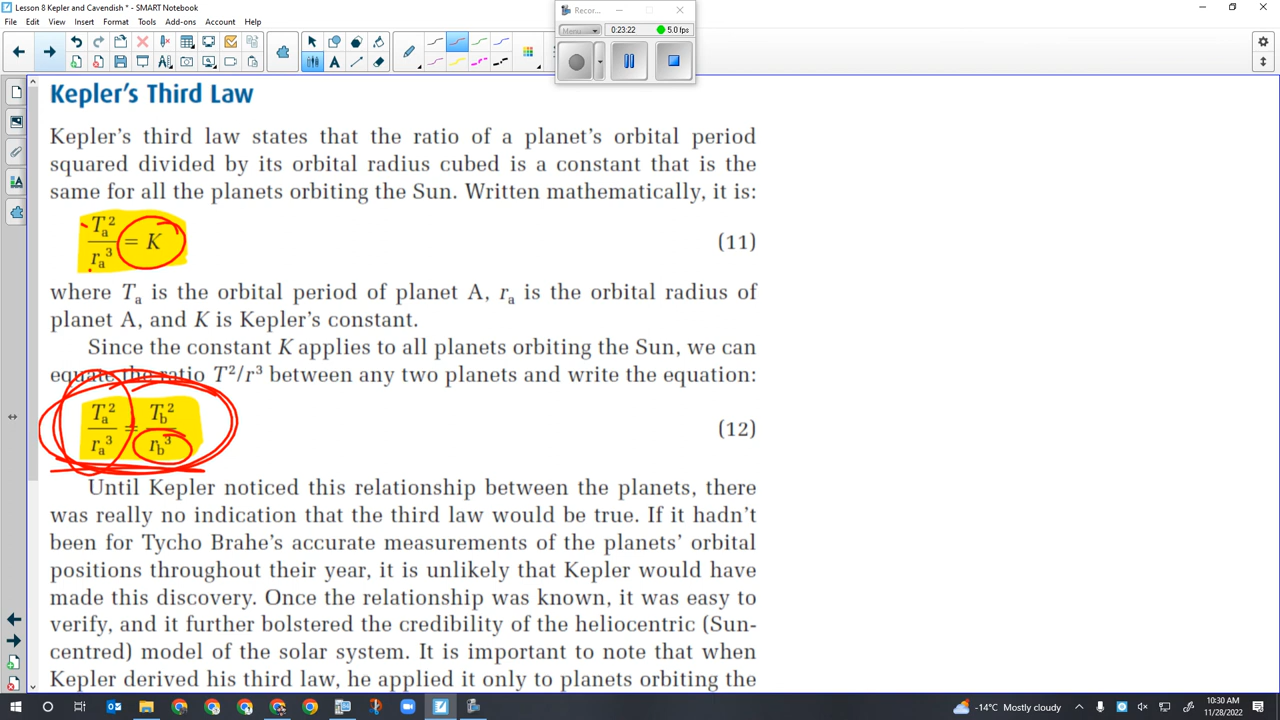 Lesson 8 Kepler and Cavendish * - SMART Notebook
File Edit View Insert Format Tools Add-ons Account Help
Recor...
Menu 0:23:22 5.0 fps
Kepler's Third Law
Kepler's third law states that the ratio of a planet's orbital period
squared divided by its orbital radius cubed is a constant that is the
same for all the planets orbiting the Sun. Written mathematically, it is:
Tₐ²/rₐ³ = K (11)
where Tₐ is the orbital period of planet A, rₐ is the orbital radius of
planet A, and K is Kepler's constant.
Since the constant K applies to all planets orbiting the Sun, we can
equate the ratio T²/r³ between any two planets and write the equation:
Tₐ²/rₐ³ = T_b²/r_b³ (12)
Until Kepler noticed this relationship between the planets, there
was really no indication that the third law would be true. If it hadn't
been for Tycho Brahe's accurate measurements of the planets' orbital
positions throughout their year, it is unlikely that Kepler would have
made this discovery. Once the relationship was known, it was easy to
verify, and it further bolstered the credibility of the heliocentric (Sun-
centred) model of the solar system. It is important to note that when
Kepler derived his third law, he applied it only to planets orbiting the
-14°C Mostly cloudy
10:30 AM
11/28/2022